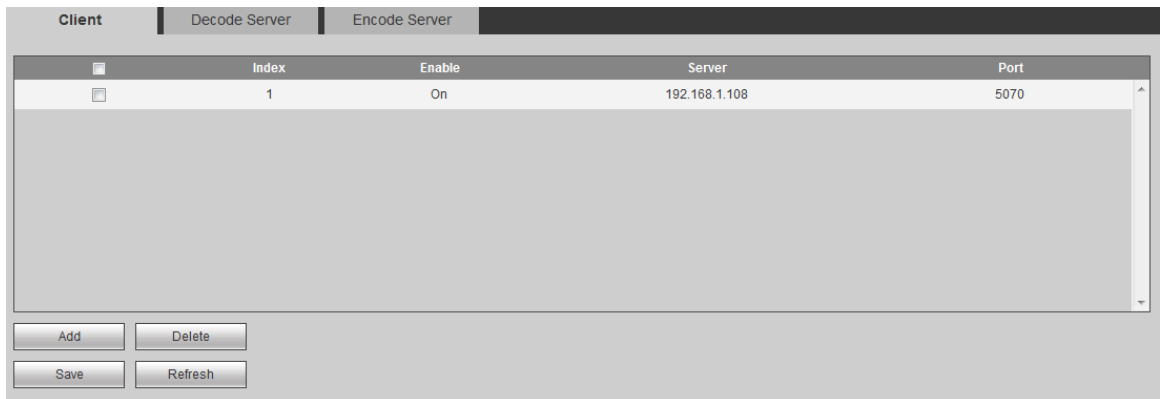 Client Decode Server Encode Server
Index Enable Server Port
1 On 192.168.1.108 5070
Add Delete
Save Refresh